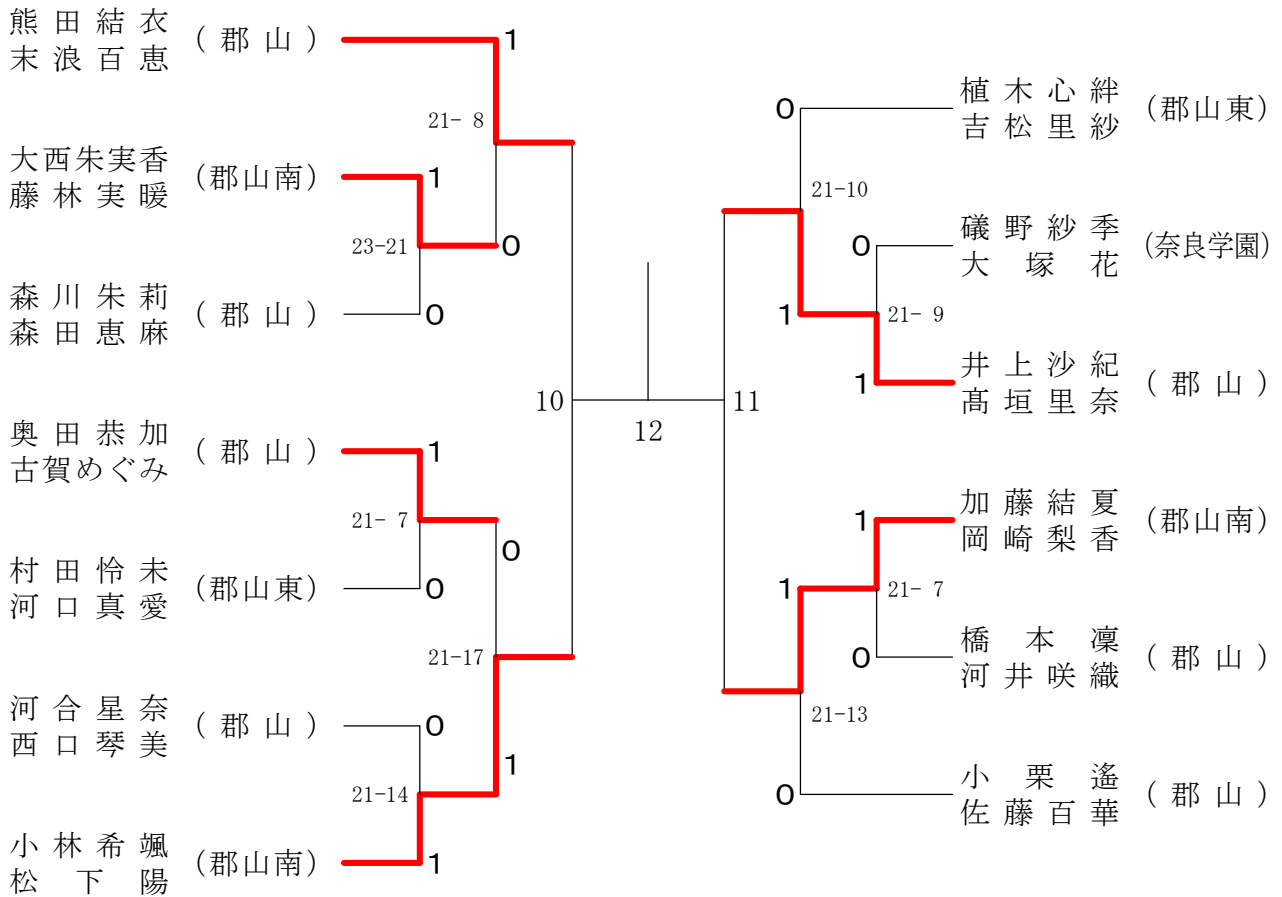 熊田結衣
末浪百恵
(郡山)
1
21- 8
大西朱実香
藤林実暖
(郡山南)
1
23-21
0
森川朱莉
森田恵麻
(郡山)
0
10
奥田恭加
古賀めぐみ
(郡山)
1
21- 7
0
村田怜未
河口真愛
(郡山東)
0
21-17
河合星奈
西口琴美
(郡山)
0
1
21-14
小林希颯
松下陽
(郡山南)
1
12
0
植木心絆
吉松里紗
(郡山東)
21-10
0
礒野紗季
大塚花
(奈良学園)
1
21- 9
1
井上沙紀
髙垣里奈
(郡山)
11
1
加藤結夏
岡崎梨香
(郡山南)
1
21- 7
0
橋本凜
河井咲織
(郡山)
21-13
0
小栗遙
佐藤百華
(郡山)